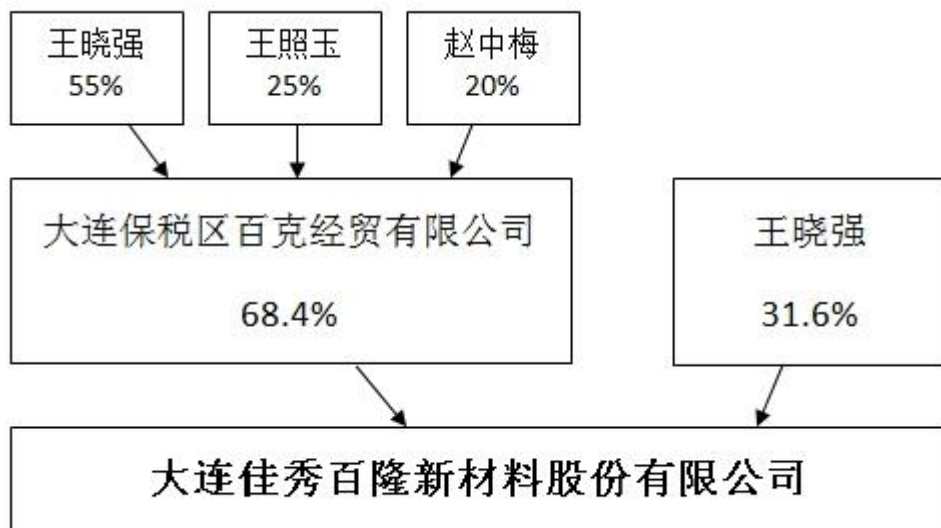 王晓强
55%
王照玉
25%
赵中梅
20%
大连保税区百克经贸有限公司
68.4%
王晓强
31.6%
大连佳秀百隆新材料股份有限公司